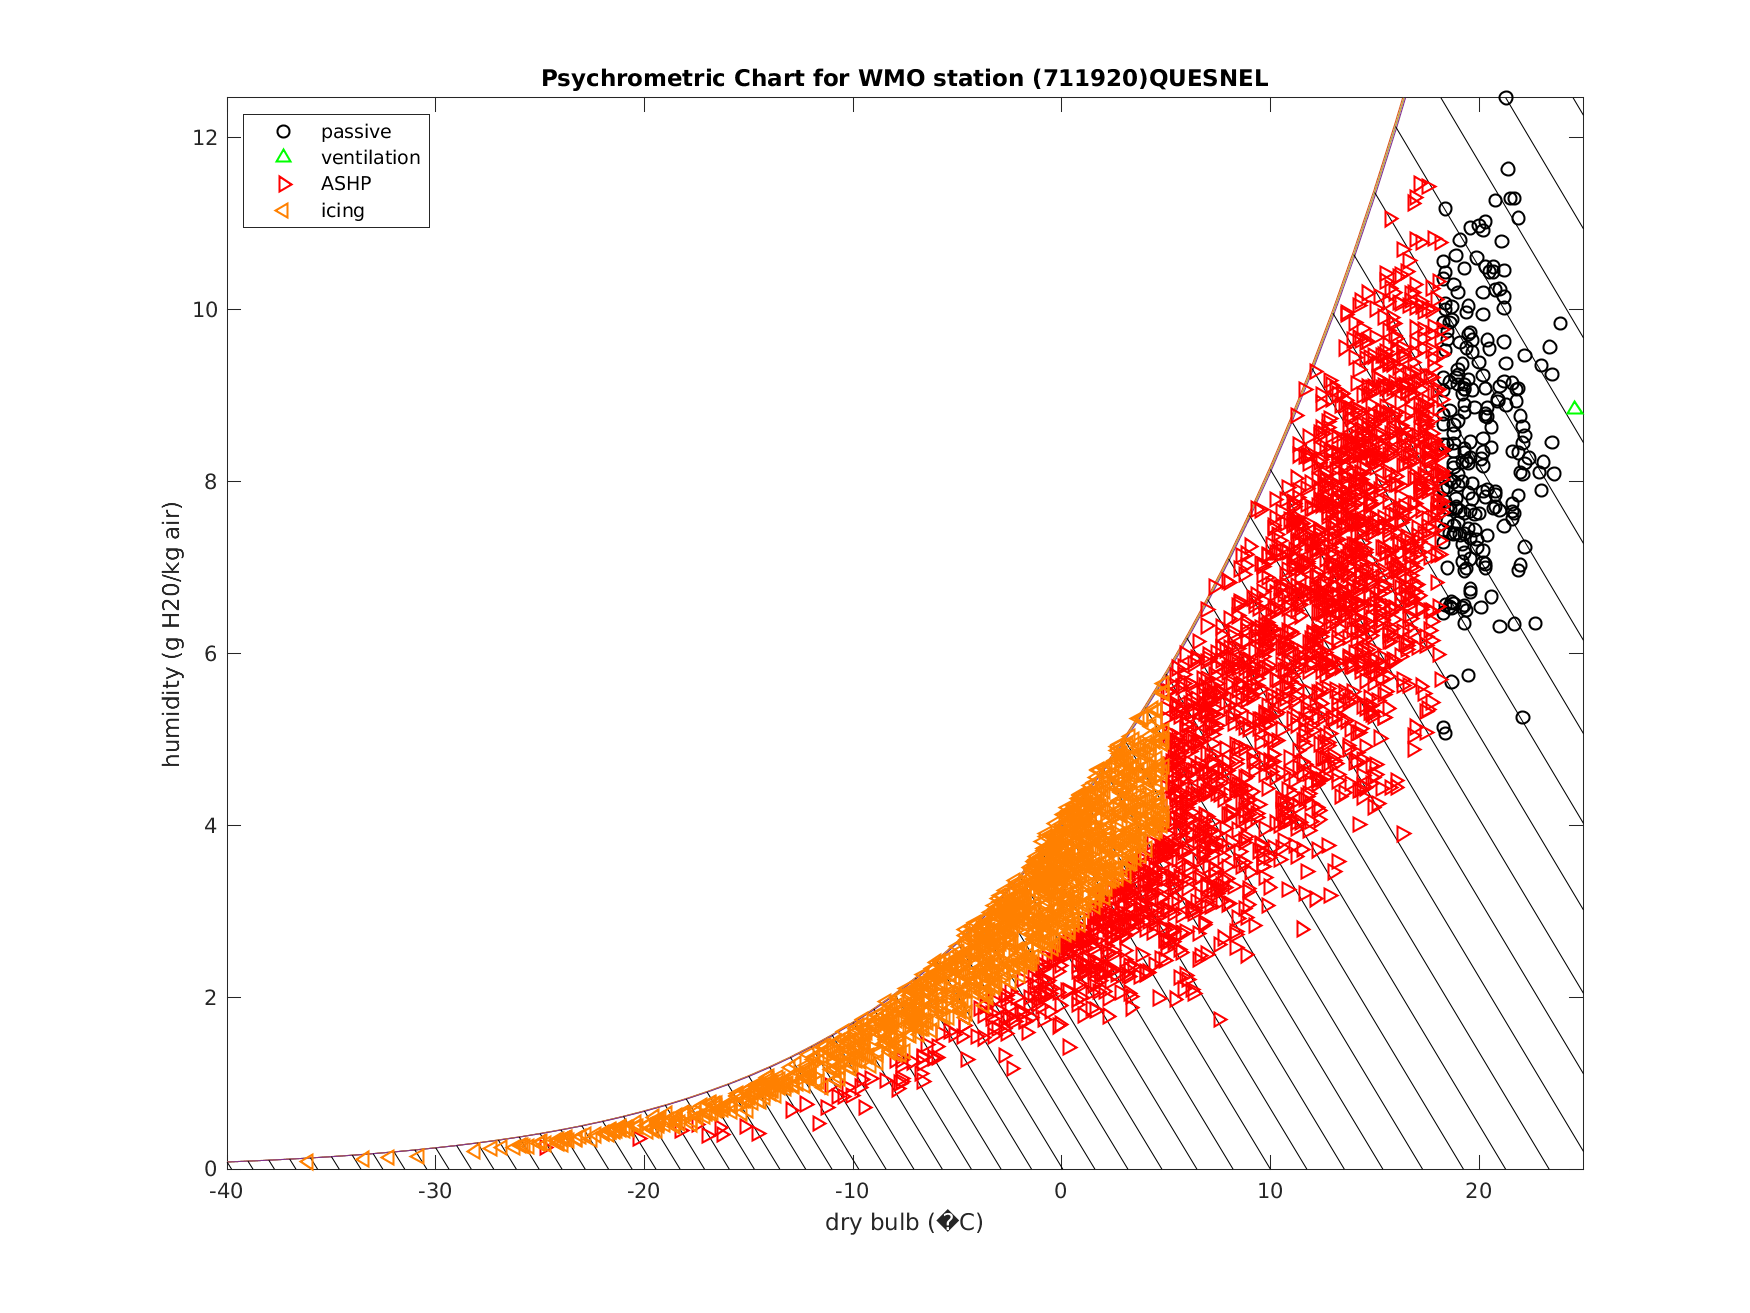 Psychrometric Chart for WMO station (711920)QUESNEL
passive
ventilation
ASHP
icing
humidity (g H20/kg air)
12
10
8
6
4
2
0
-40 -30 -20 -10 0 10 20
dry bulb (�C)